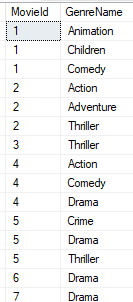 MovieId GenreName
1 Animation
1 Children
1 Comedy
2 Action
2 Adventure
2 Thriller
3 Thriller
4 Action
4 Comedy
4 Drama
5 Crime
5 Drama
5 Thriller
6 Drama
7 Drama